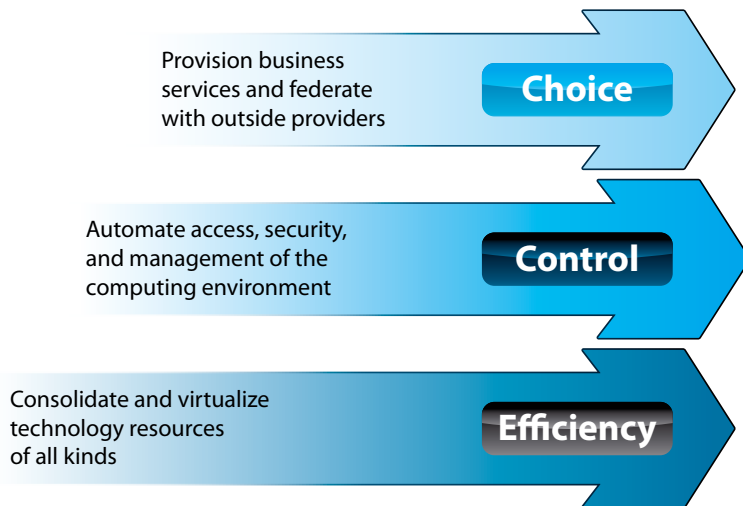 Provision business
services and federate
with outside providers
Choice
Automate access, security,
and management of the
computing environment
Control
Consolidate and virtualize
technology resources
of all kinds
Efficiency